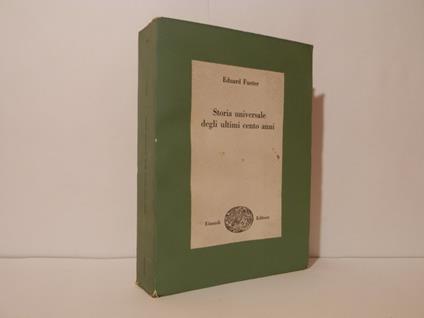 Eduard Fueter
Storia universale
degli ultimi cento anni
Einaudi Editore